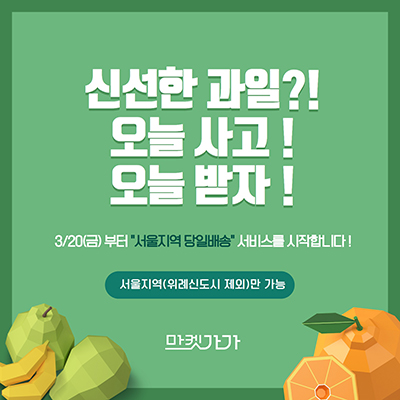 신선한 과일?!
오늘 사고 !
오늘 받자 !
3/20(금) 부터 "서울지역 당일배송" 서비스를 시작합니다 !
서울지역(위례신도시 제외)만 가능
마켓가가